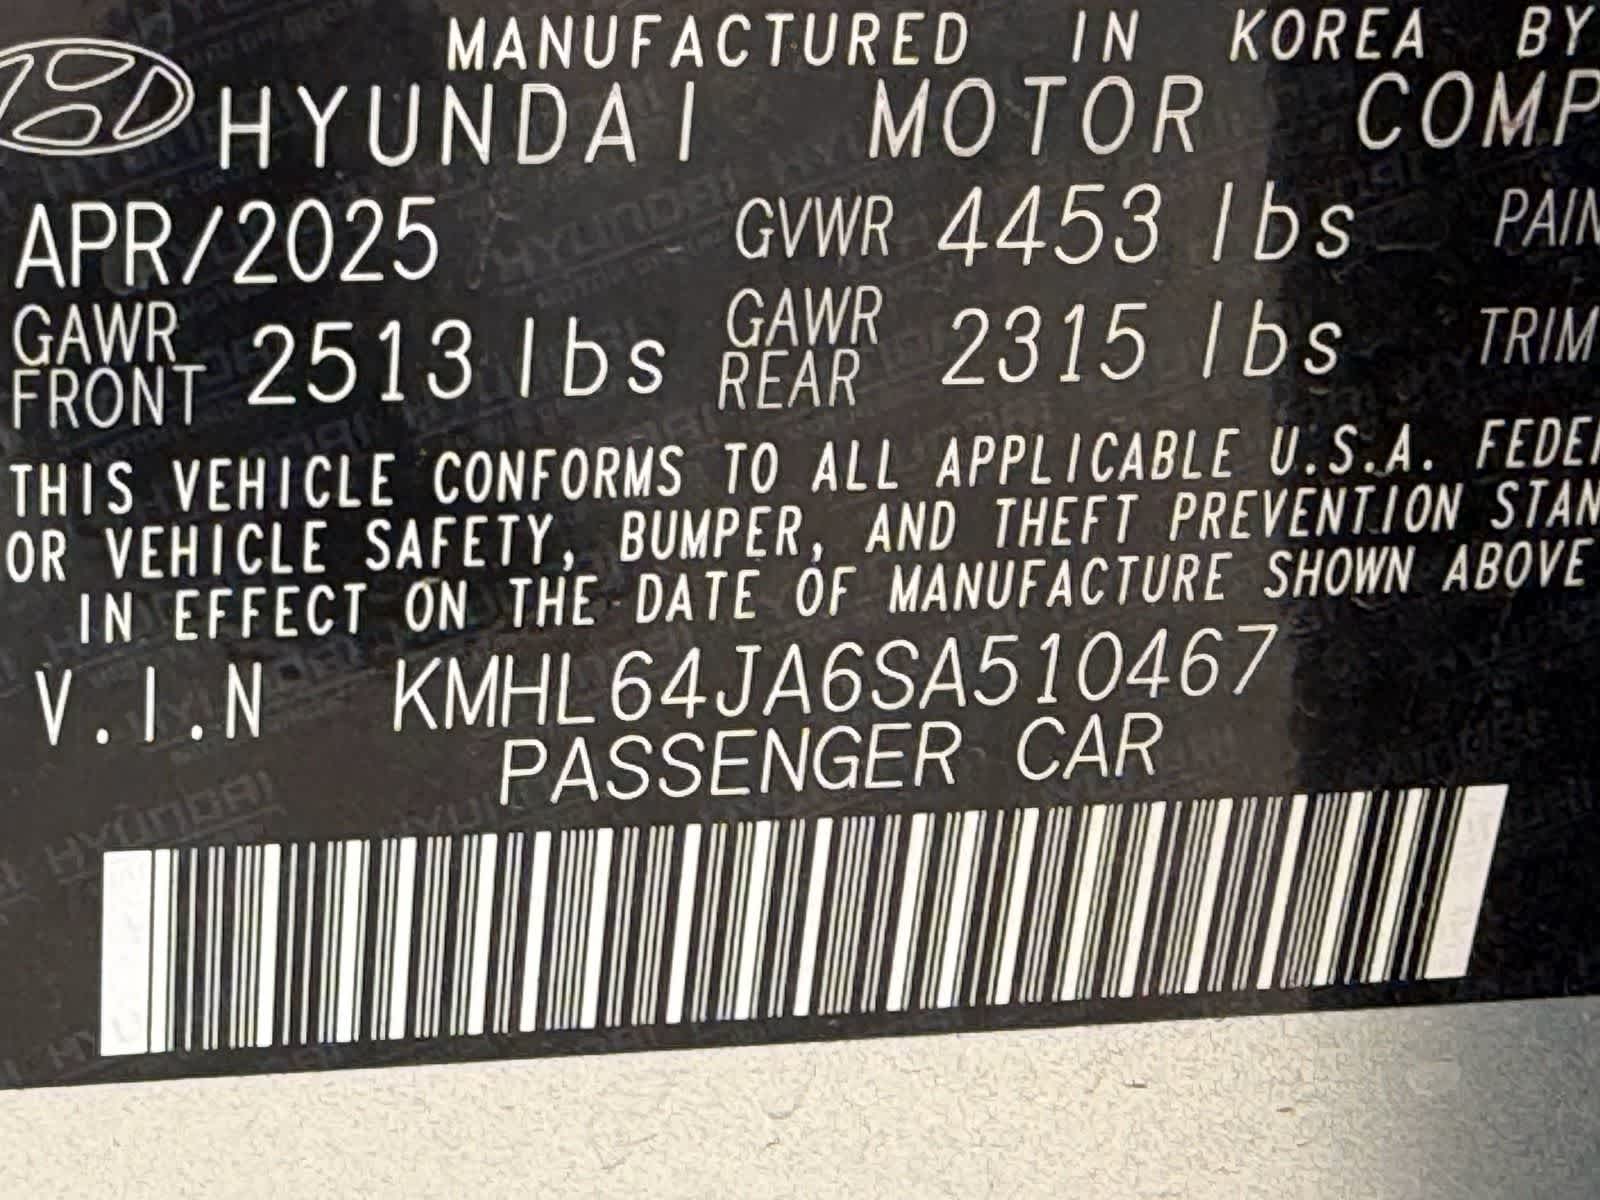 MANUFACTURED IN KOREA BY
HYUNDAI MOTOR COMP
APR/2025 GVWR 4453 lbs PAIN
GAWR FRONT 2513 lbs GAWR REAR 2315 lbs TRIM
THIS VEHICLE CONFORMS TO ALL APPLICABLE U.S.A. FEDER
OR VEHICLE SAFETY, BUMPER, AND THEFT PREVENTION STAN
IN EFFECT ON THE DATE OF MANUFACTURE SHOWN ABOVE
V.I.N KMHL64JA6SA510467
PASSENGER CAR